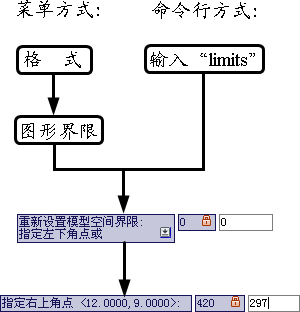 菜单方式： 命令行方式：
格 式 输入“limits”
图形界限
重新设置模型空间界限: 0 0
指定左下角点或
指定右上角点 <12.0000,9.0000>: 420 297